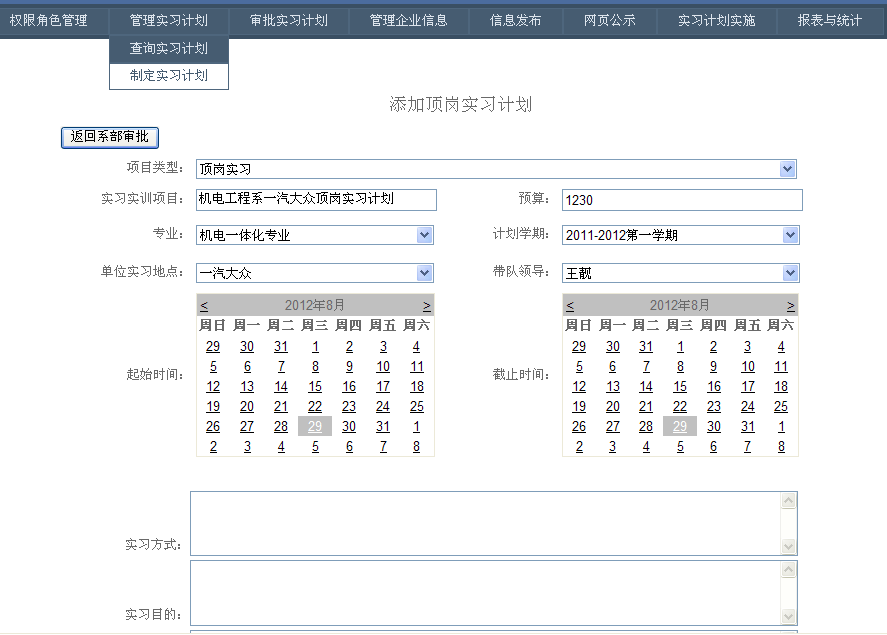 权限角色管理 管理实习计划 审批实习计划 管理企业信息 信息发布 网页公示 实习计划实施 报表与统计
查询实习计划
制定实习计划
添加顶岗实习计划
返回系部审批
项目类型: 顶岗实习
实习实训项目: 机电工程系一汽大众顶岗实习计划 预算: 1230
专业: 机电一体化专业 计划学期: 2011-2012第一学期
单位实习地点: 一汽大众 带队领导: 王靓
< 2012年8月 > < 2012年8月 >
周日 周一 周二 周三 周四 周五 周六 周日 周一 周二 周三 周四 周五 周六
29 30 31 1 2 3 4 29 30 31 1 2 3 4
5 6 7 8 9 10 11 5 6 7 8 9 10 11
起始时间: 截止时间:
12 13 14 15 16 17 18 12 13 14 15 16 17 18
19 20 21 22 23 24 25 19 20 21 22 23 24 25
26 27 28 29 30 31 1 26 27 28 29 30 31 1
2 3 4 5 6 7 8 2 3 4 5 6 7 8
实习方式:
实习目的: